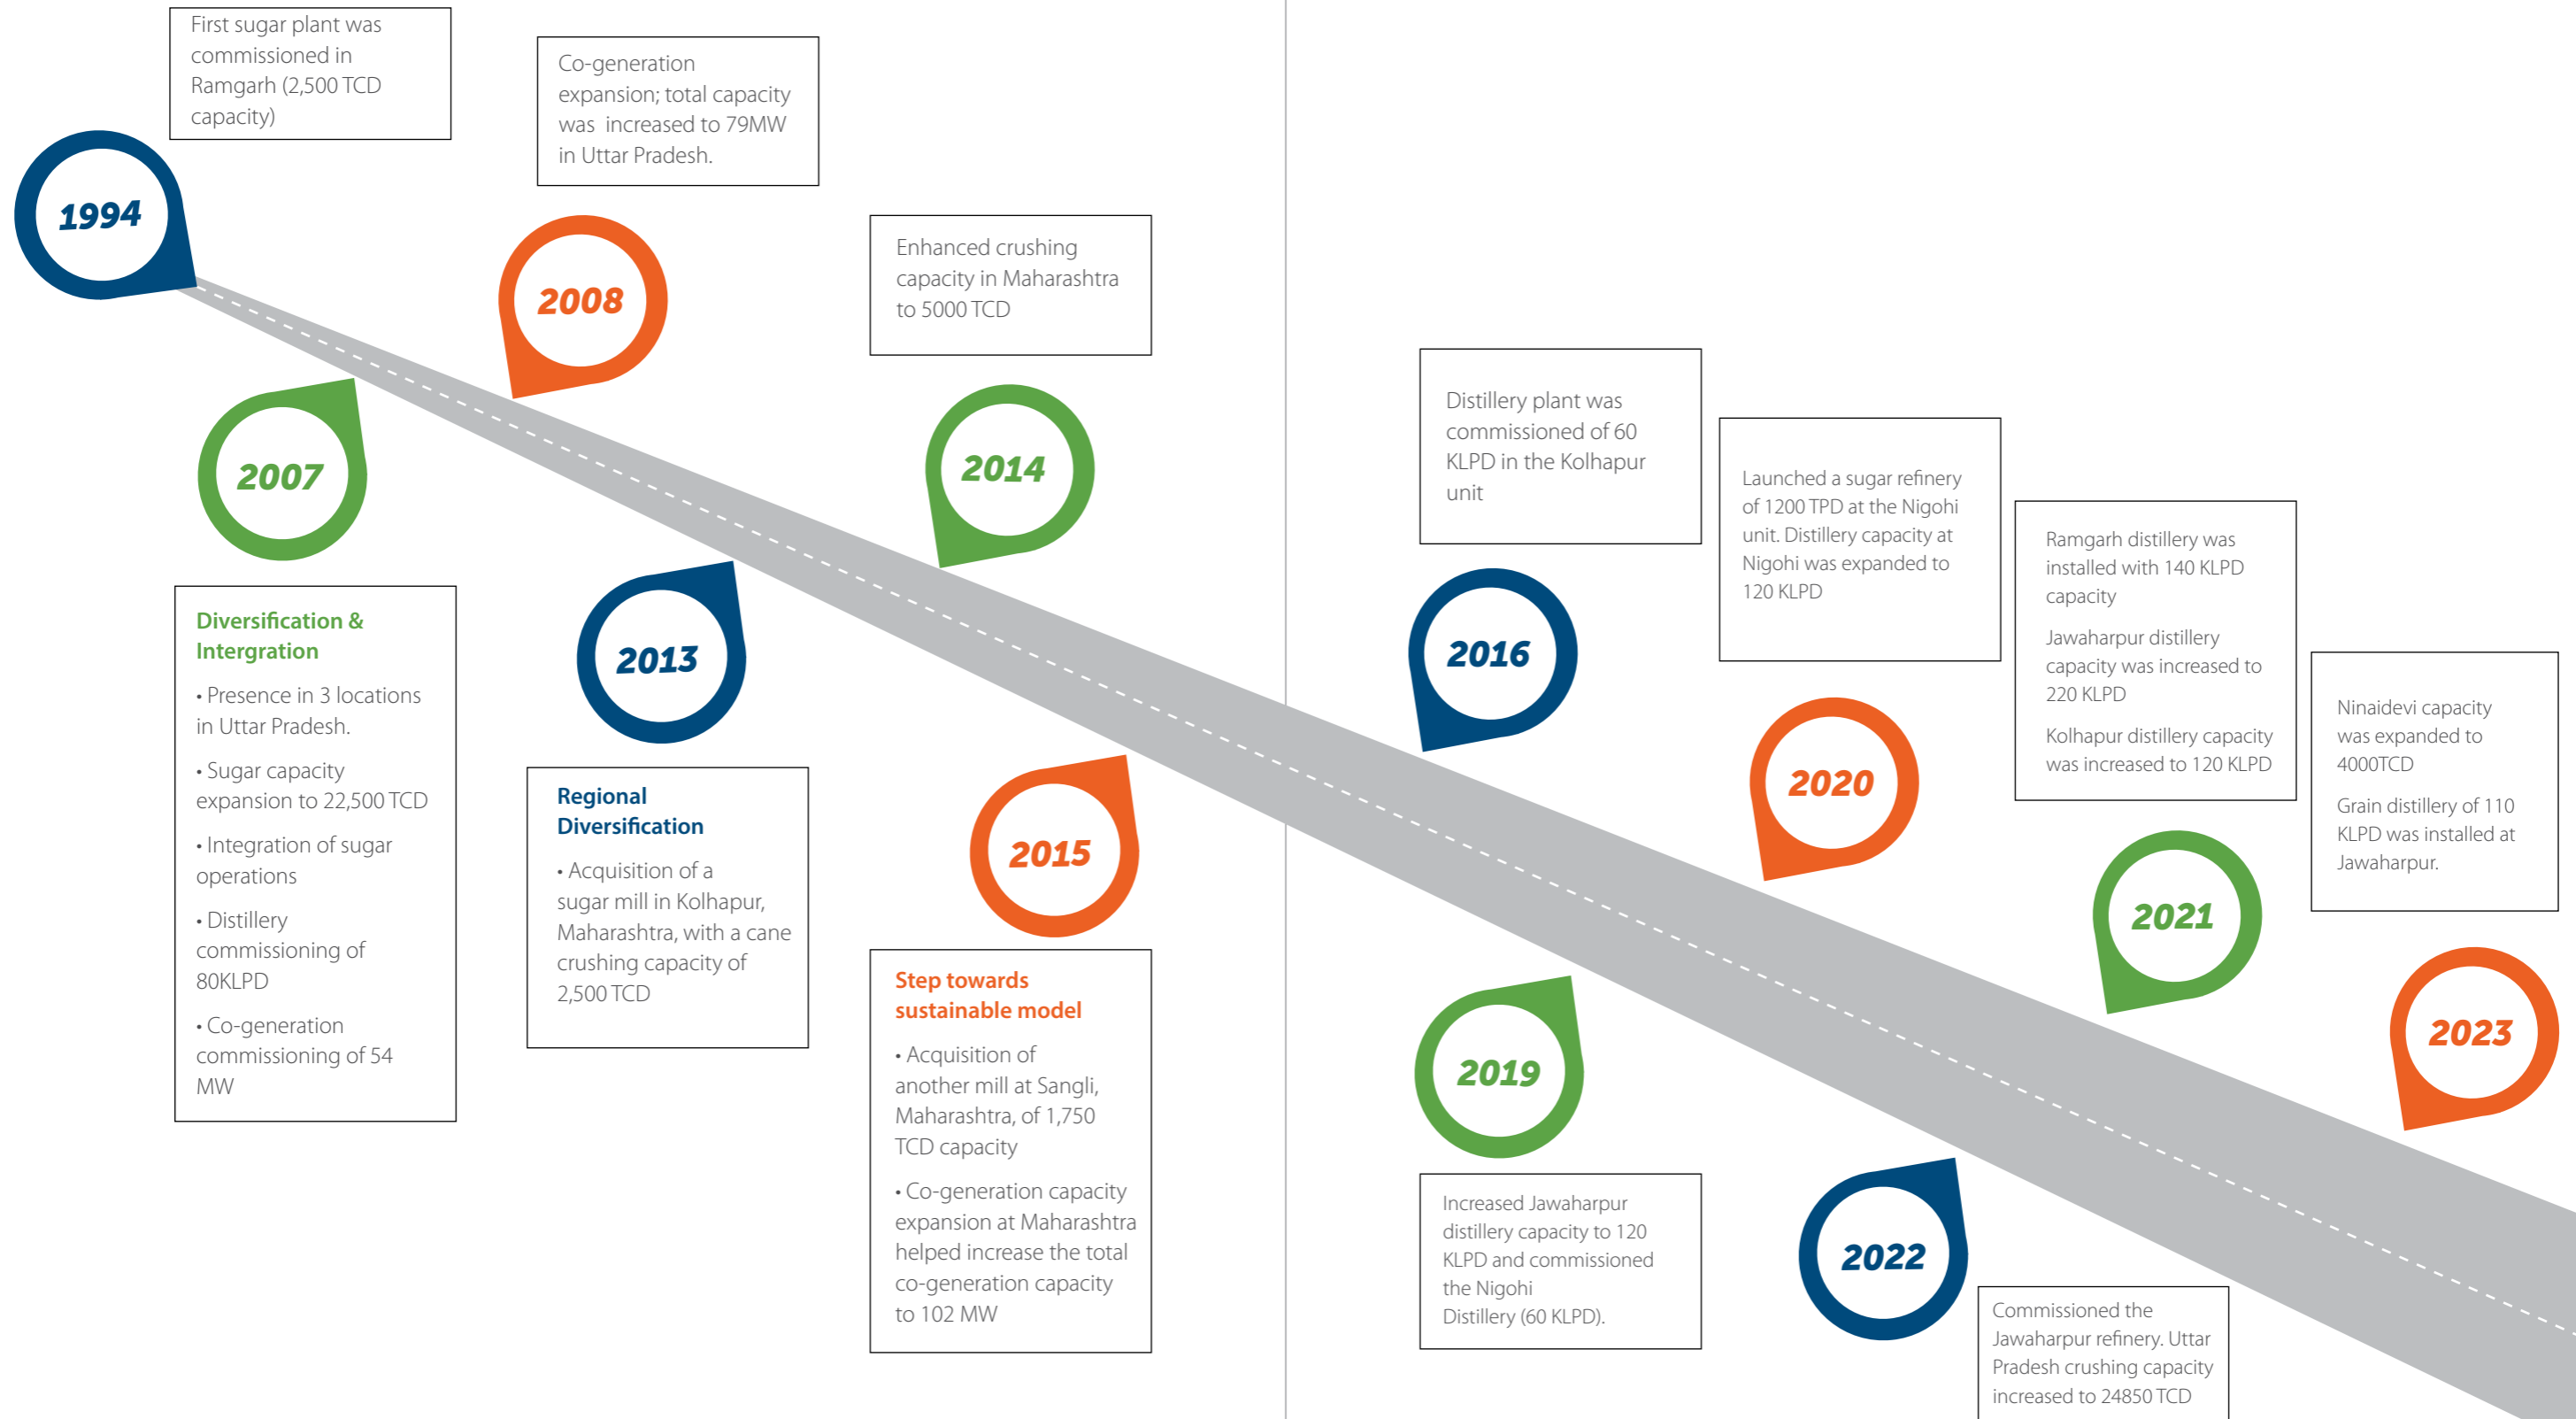 First sugar plant was
commissioned in
Ramgarh (2,500 TCD
capacity)
1994
2007
Diversification &
Intergration
• Presence in 3 locations
in Uttar Pradesh.
• Sugar capacity
expansion to 22,500 TCD
• Integration of sugar
operations
• Distillery
commissioning of
80KLPD
• Co-generation
commissioning of 54
MW
Co-generation
expansion; total capacity
was increased to 79MW
in Uttar Pradesh.
2008
2013
Regional
Diversification
• Acquisition of a
sugar mill in Kolhapur,
Maharashtra, with a cane
crushing capacity of
2,500 TCD
Enhanced crushing
capacity in Maharashtra
to 5000 TCD
2014
2015
Step towards
sustainable model
• Acquisition of
another mill at Sangli,
Maharashtra, of 1,750
TCD capacity
• Co-generation capacity
expansion at Maharashtra
helped increase the total
co-generation capacity
to 102 MW
Distillery plant was
commissioned of 60
KLPD in the Kolhapur
unit
2016
2019
Increased Jawaharpur
distillery capacity to 120
KLPD and commissioned
the Nigohi
Distillery (60 KLPD).
Launched a sugar refinery
of 1200 TPD at the Nigohi
unit. Distillery capacity at
Nigohi was expanded to
120 KLPD
2020
Ramgarh distillery was
installed with 140 KLPD
capacity
Jawaharpur distillery
capacity was increased to
220 KLPD
Kolhapur distillery capacity
was increased to 120 KLPD
2021
2022
Commissioned the
Jawaharpur refinery. Uttar
Pradesh crushing capacity
increased to 24850 TCD
Ninaidevi capacity
was expanded to
4000TCD
Grain distillery of 110
KLPD was installed at
Jawaharpur.
2023